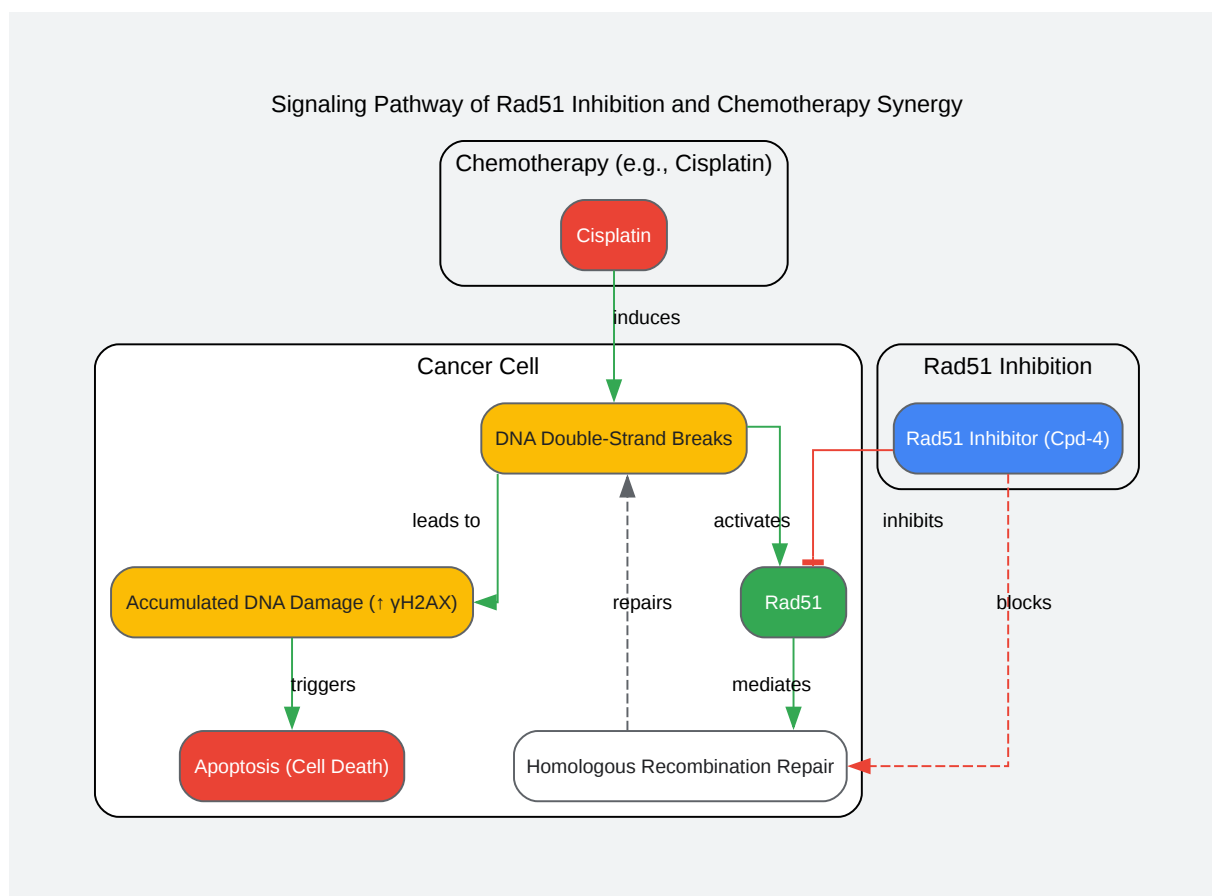 Signaling Pathway of Rad51 Inhibition and Chemotherapy Synergy
Chemotherapy (e.g., Cisplatin)
Cisplatin
induces
Cancer Cell
Rad51 Inhibition
DNA Double-Strand Breaks
Rad51 Inhibitor (Cpd-4)
leads to
activates
inhibits
Accumulated DNA Damage (↑ γH2AX)
repairs
Rad51
blocks
triggers
mediates
Apoptosis (Cell Death)
Homologous Recombination Repair